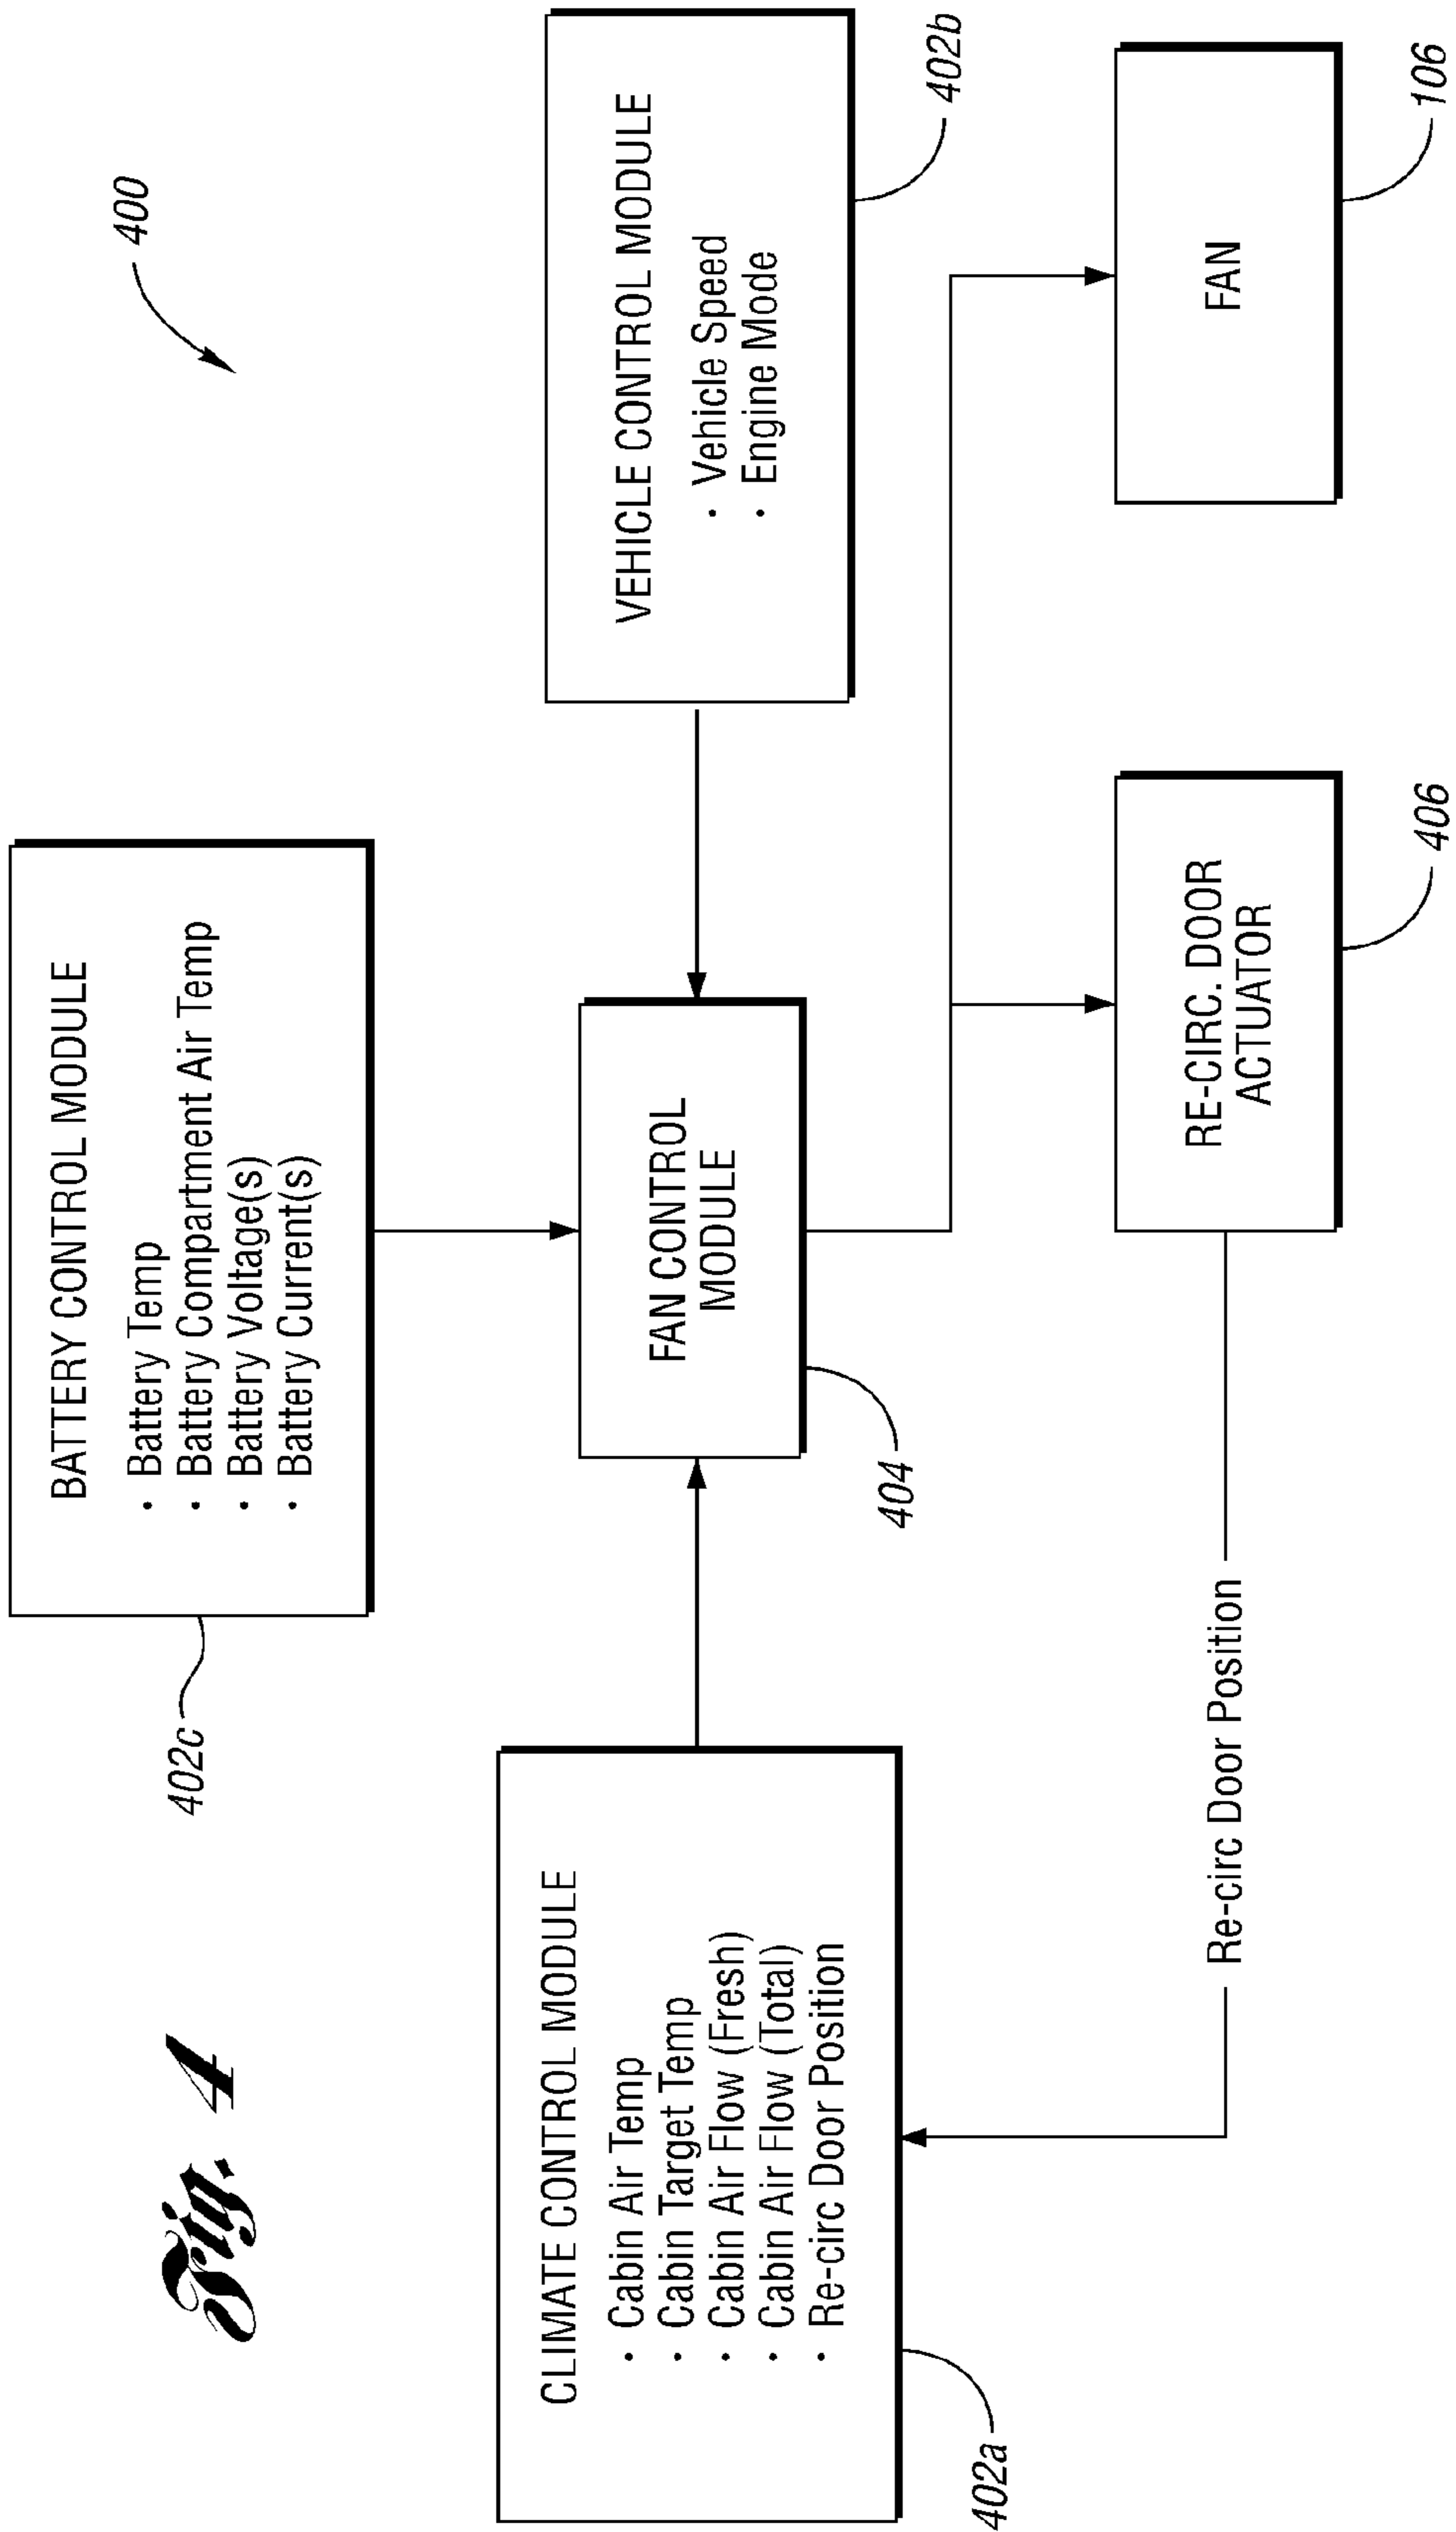 Fig. 4
400
BATTERY CONTROL MODULE
· Battery Temp
· Battery Compartment Air Temp
· Battery Voltage(s)
· Battery Current(s)
402c
CLIMATE CONTROL MODULE
· Cabin Air Temp
· Cabin Target Temp
· Cabin Air Flow (Fresh)
· Cabin Air Flow (Total)
· Re-circ Door Position
402a
FAN CONTROL
MODULE
404
VEHICLE CONTROL MODULE
· Vehicle Speed
· Engine Mode
402b
Re-circ Door Position
RE-CIRC. DOOR
ACTUATOR
406
FAN
106